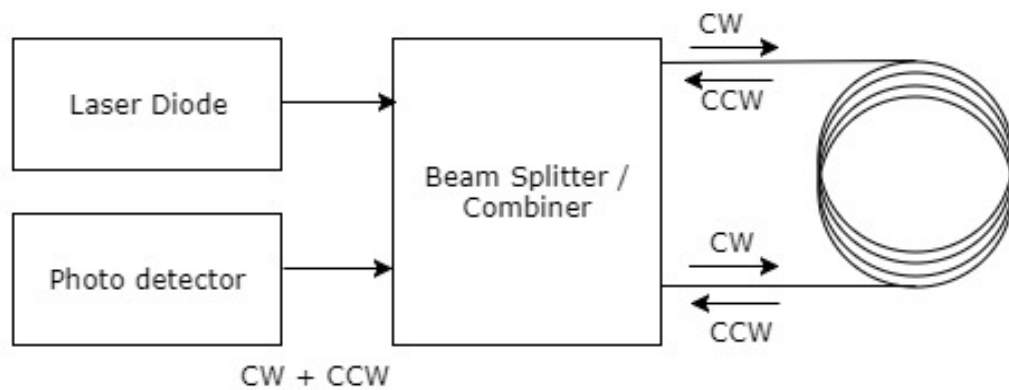 CW
CCW
Laser Diode
Beam Splitter /
Combiner
Photo detector
CW
CCW
CW + CCW